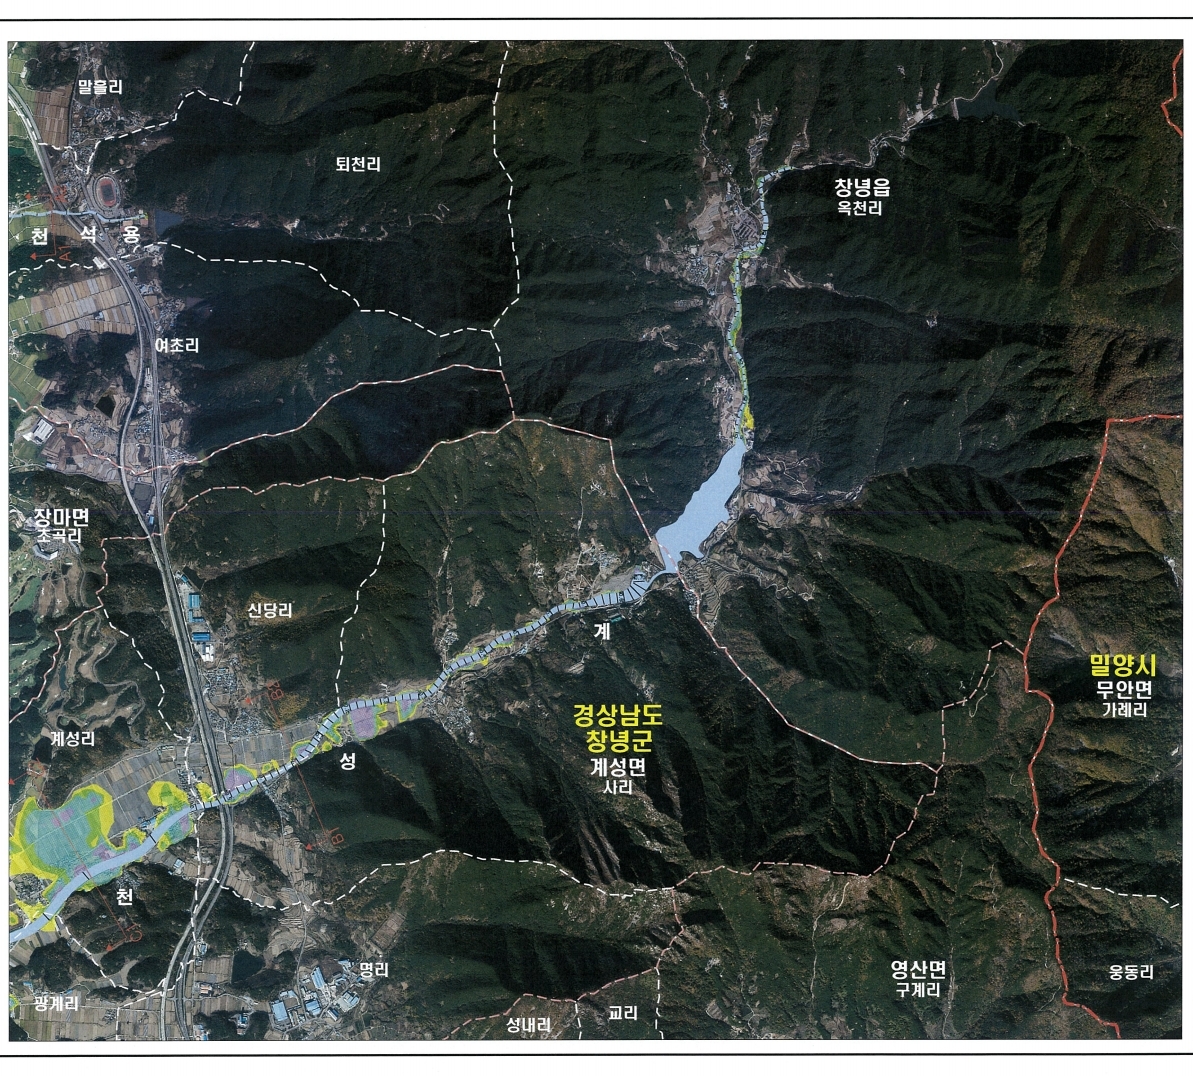 말흘리
퇴천리
창녕읍
옥천리
천 석 용
여초리
장마면
초곡리
신당리
계
밀양시
무안면
가례리
경상남도
창녕군
계성면
사리
계성리
성
천
명리
영산면
구계리
웅동리
광계리
성내리
교리